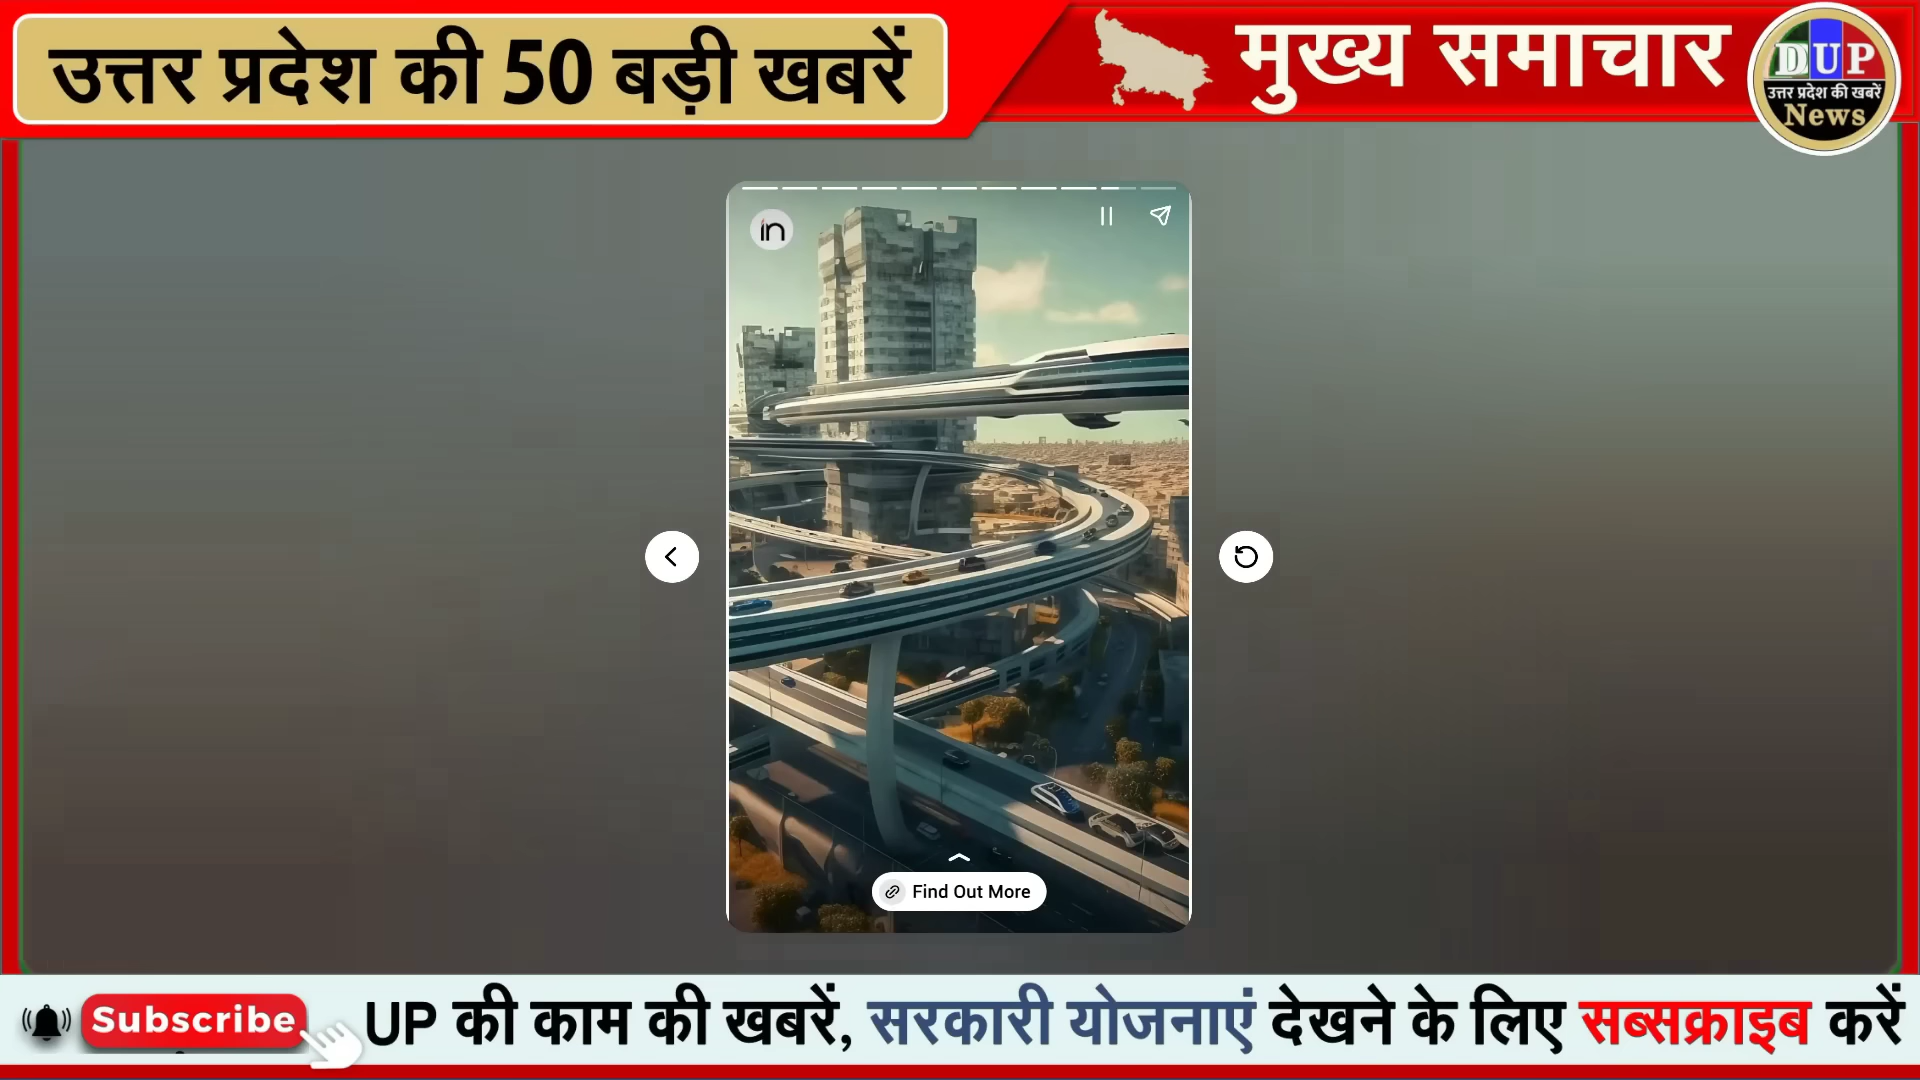 उत्तर प्रदेश की 50 बड़ी खबरें
मुख्य समाचार
DUP
उत्तर प्रदेश की खबरें
News
in
Find Out More
Subscribe
UP की काम की खबरें, सरकारी योजनाएं देखने के लिए सब्सक्राइब करें